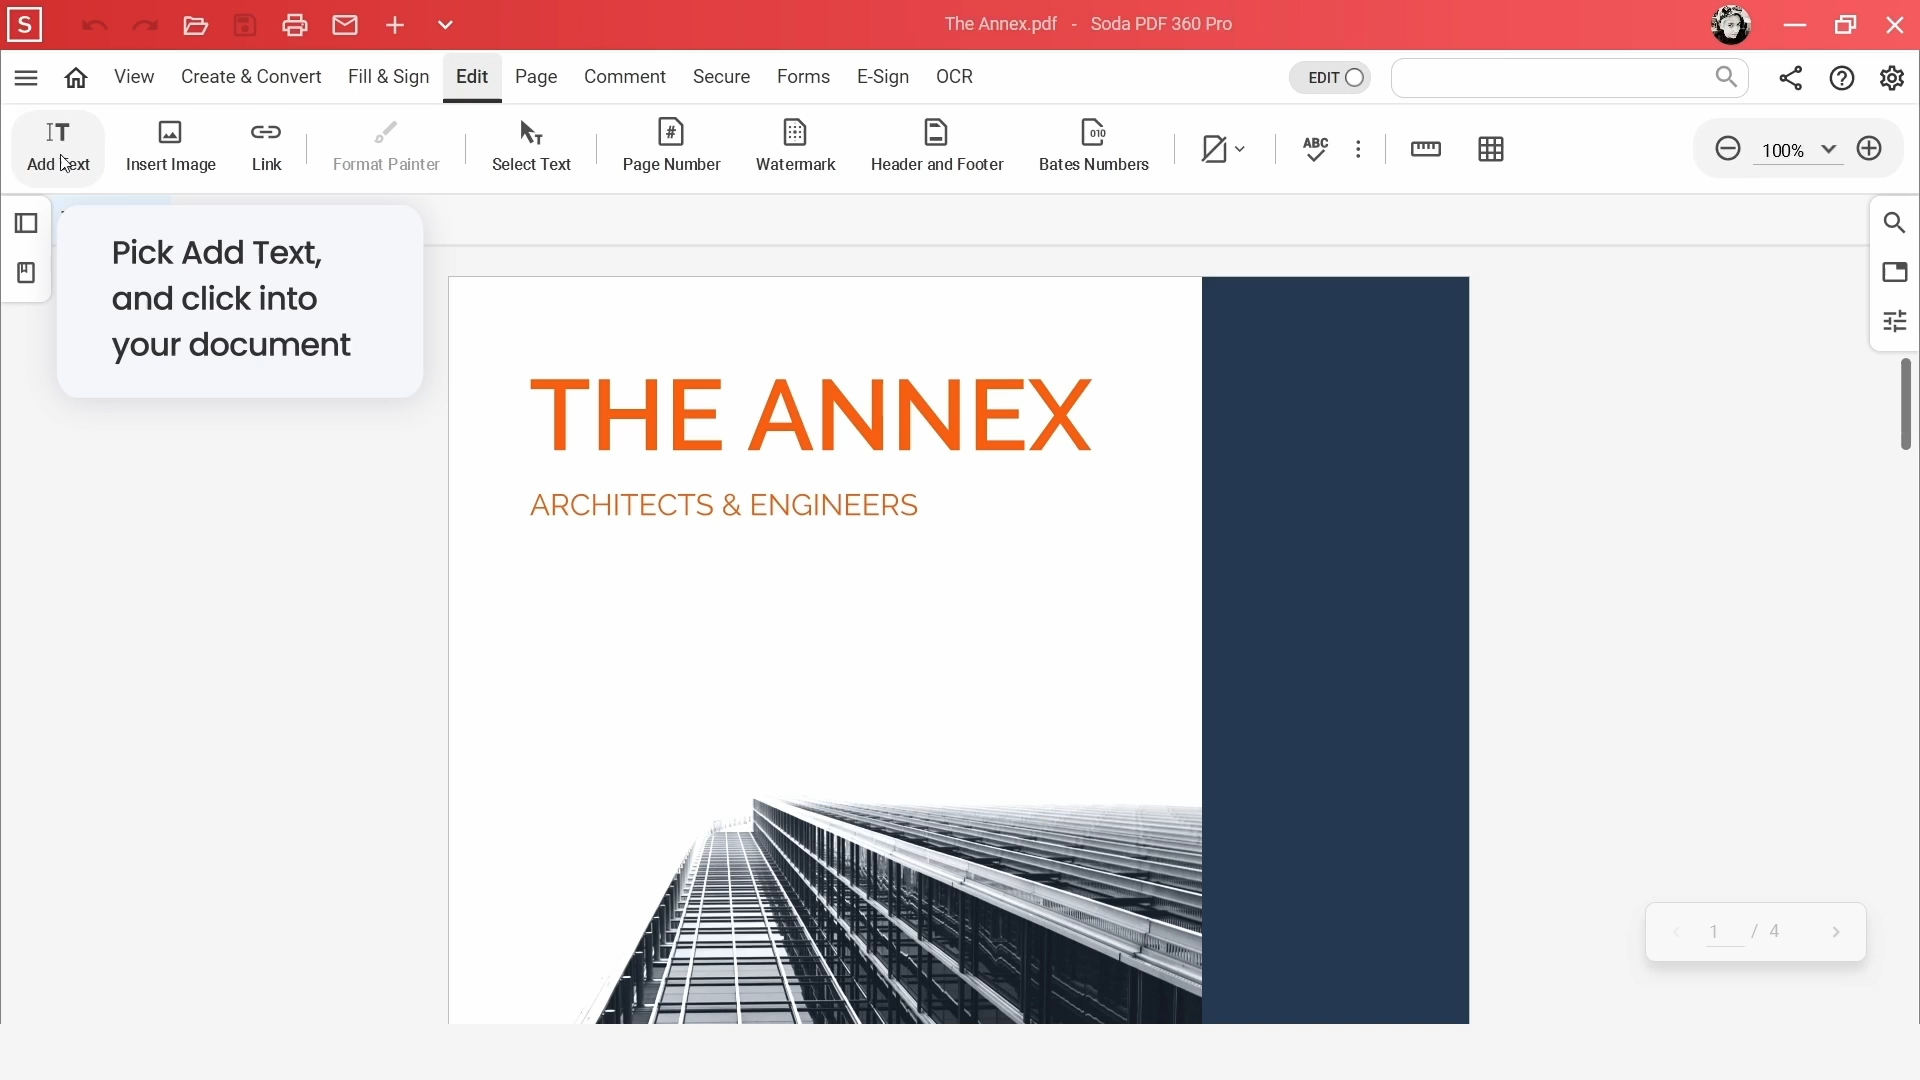 S
The Annex.pdf - Soda PDF 360 Pro
View Create & Convert Fill & Sign Edit Page Comment Secure Forms E-Sign OCR EDIT
Add Text Insert Image Link Format Painter Select Text Page Number Watermark Header and Footer Bates Numbers ABC 100%
Pick Add Text,
and click into
your document
THE ANNEX
ARCHITECTS & ENGINEERS
1 / 4